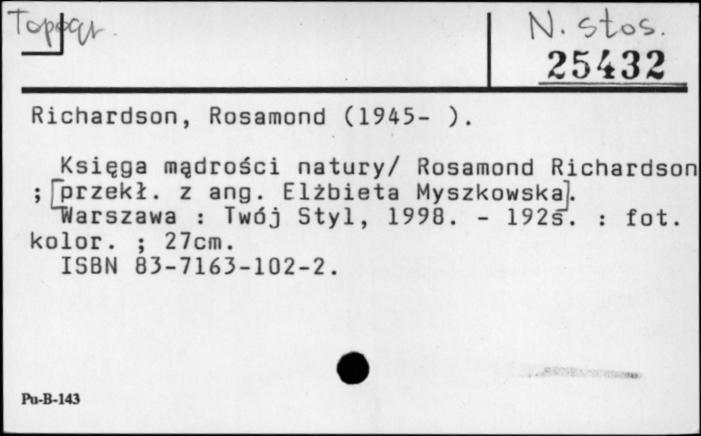 Topogr.
N. stos.
25432
Richardson, Rosamond (1945- ).
Księga mądrości natury/ Rosamond Richardson
; [przekł. z ang. Elżbieta Myszkowska].
Warszawa : Twój Styl, 1998. - 192s. : fot.
kolor. ; 27cm.
ISBN 83-7163-102-2.
Pu-B-143